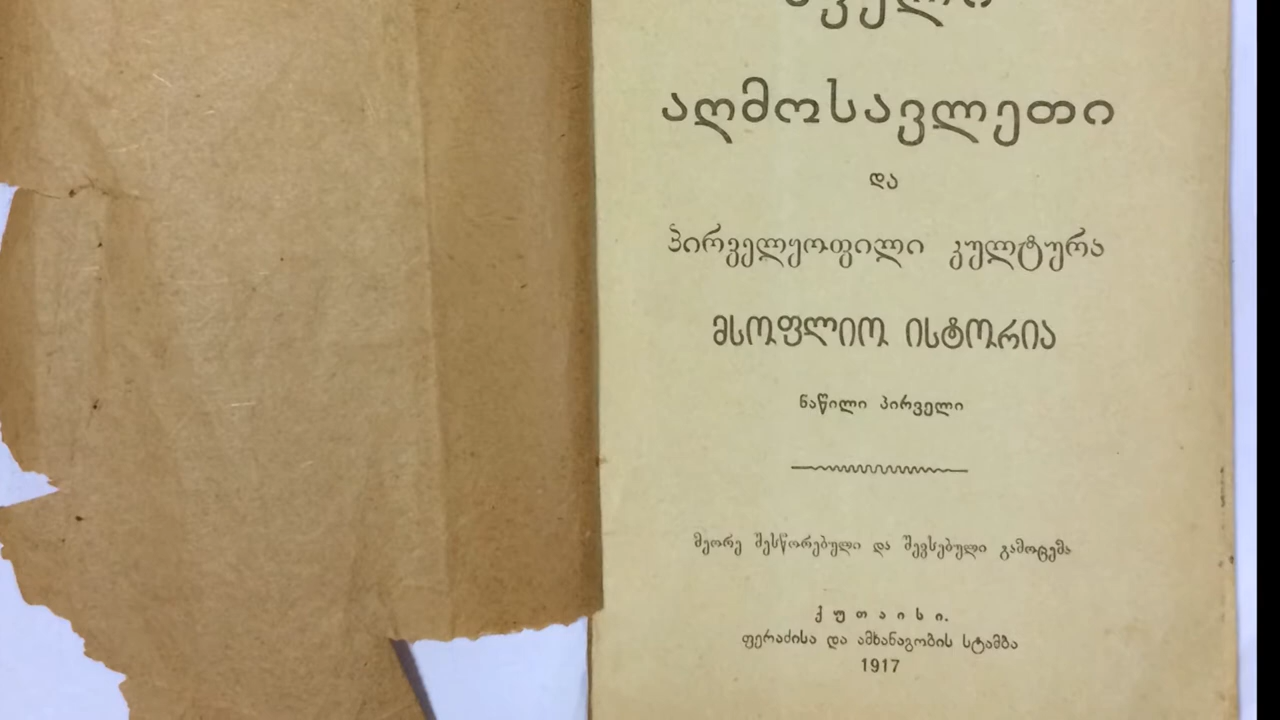 აღმოსავლეთი
და
პირველყოფილი კულტურა
მსოფლიო ისტორია
ნაწილი პირველი
მეორე შესწორებული და შევსებული გამოცემა
ქუთაისი.
ფერაძისა და ამხანაგობის სტამბა
1917